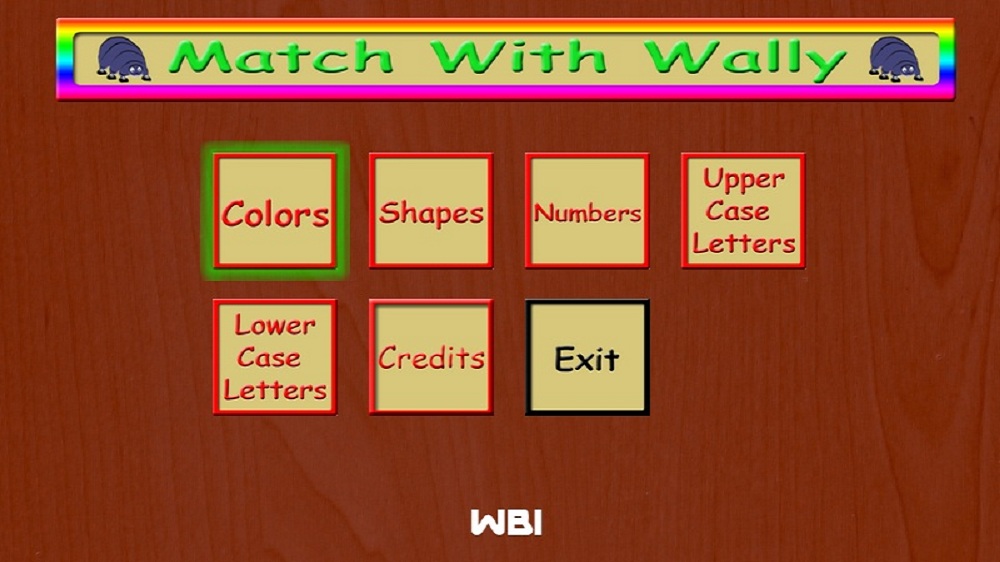 Match With Wally
Colors
Shapes
Numbers
Upper
Case
Letters
Lower
Case
Letters
Credits
Exit
WBI